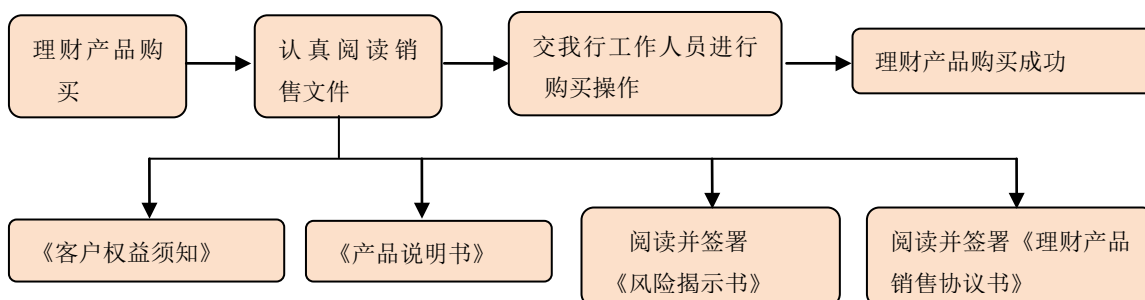 理财产品购
买
认真阅读销
售文件
交我行工作人员进行
购买操作
理财产品购买成功
《客户权益须知》
《产品说明书》
阅读并签署
《风险揭示书》
阅读并签署《理财产品
销售协议书》